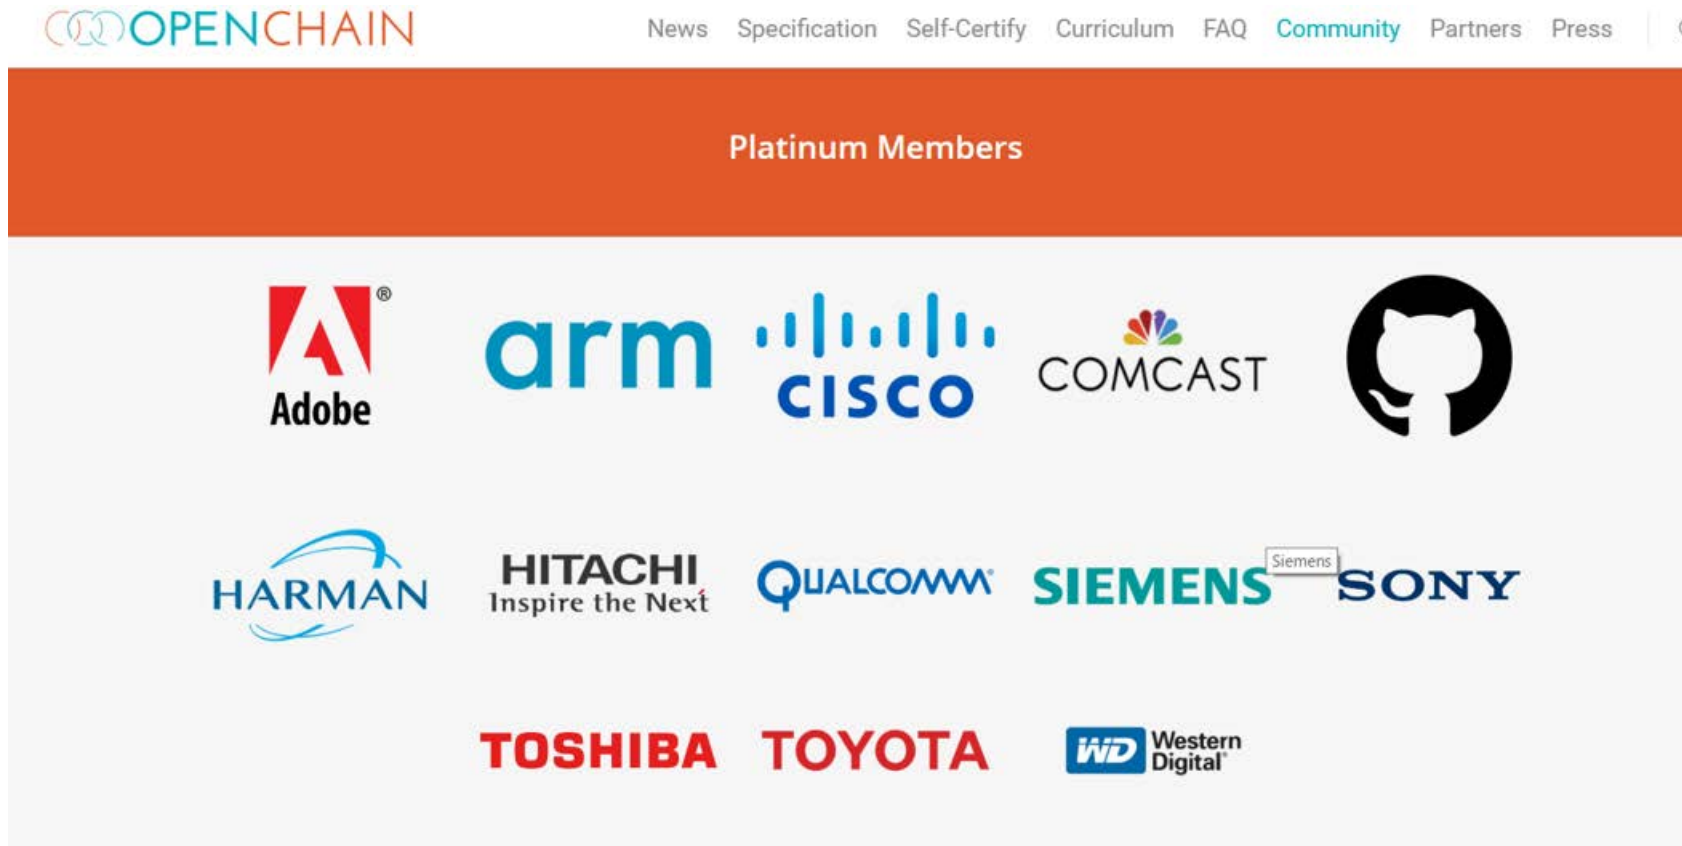 OPENCHAIN
News Specification Self-Certify Curriculum FAQ Community Partners Press
Platinum Members
®
Adobe
arm
CISCO
COMCAST
HARMAN
HITACHI
Inspire the Next
QUALCOMM®
SIEMENS
Siemens
SONY
TOSHIBA
TOYOTA
WD Western
Digital®